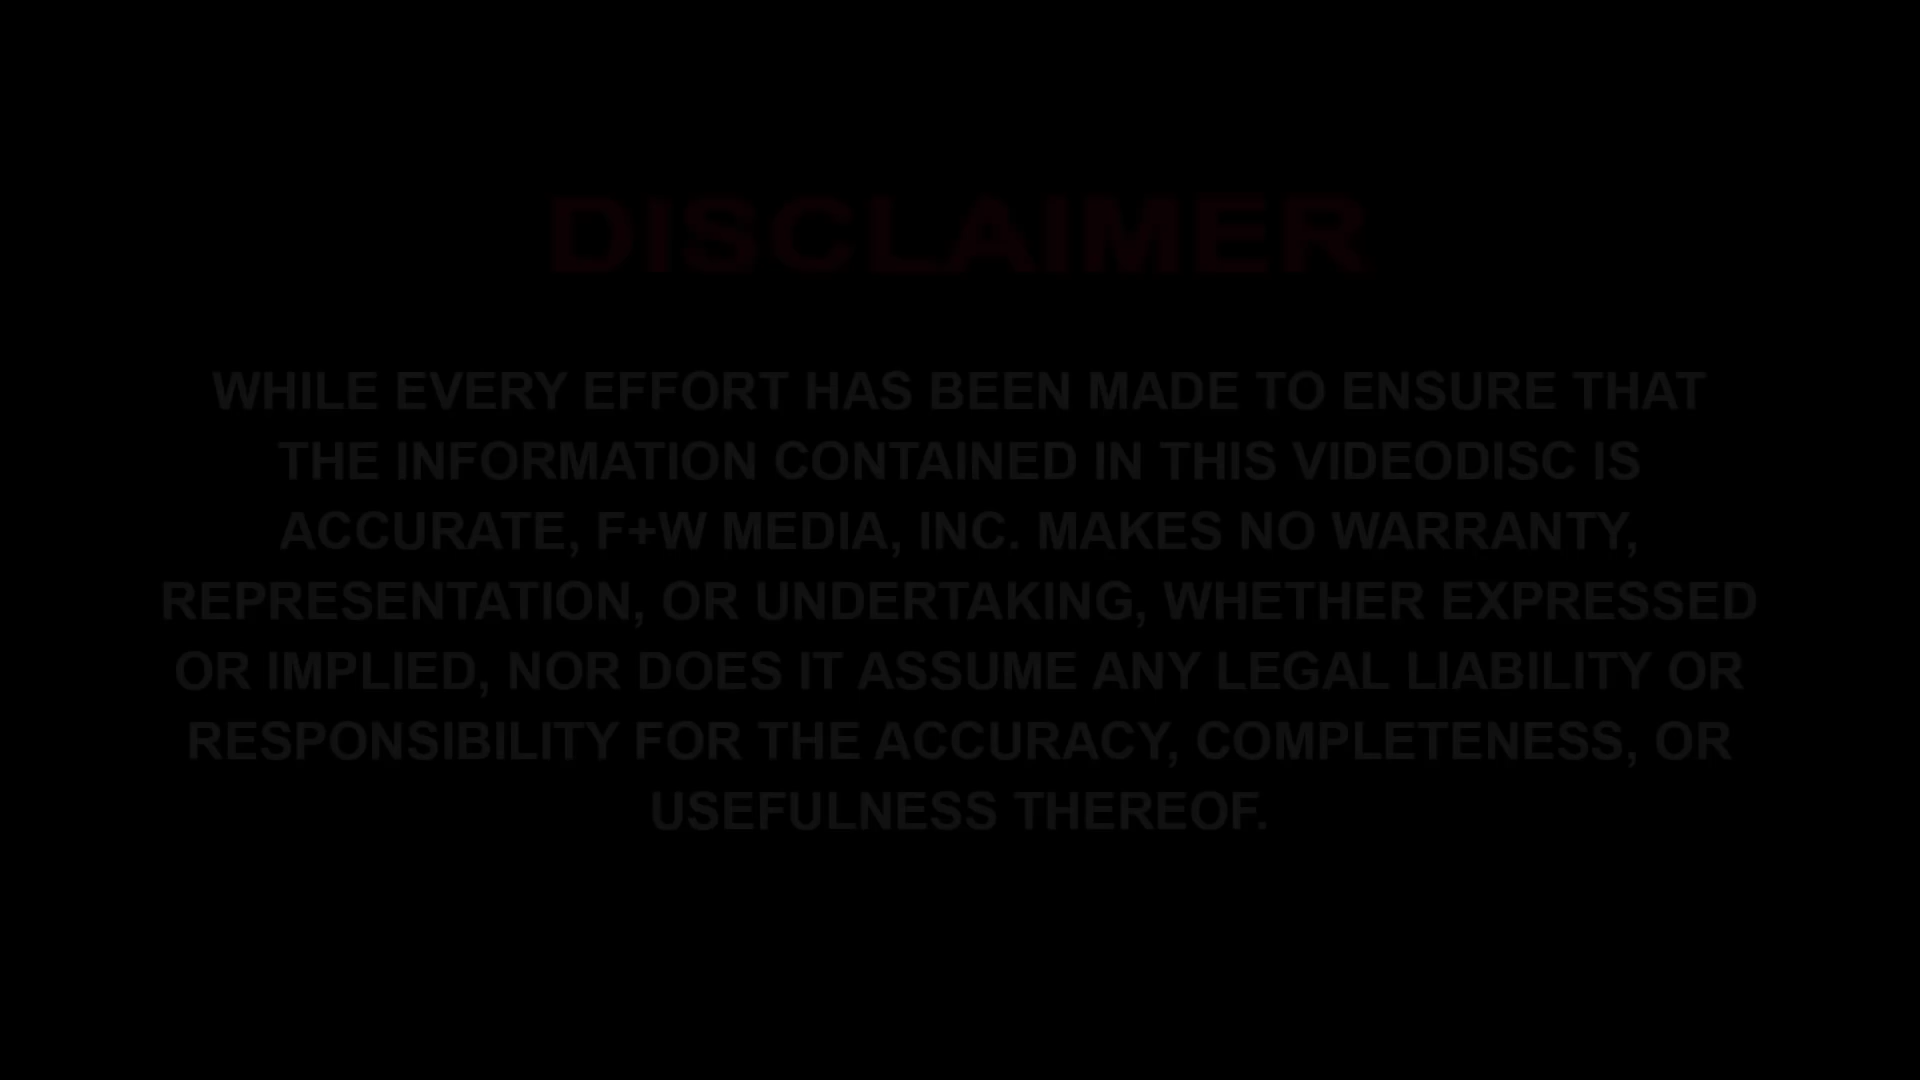 DISCLAIMER
WHILE EVERY EFFORT HAS BEEN MADE TO ENSURE THAT
THE INFORMATION CONTAINED IN THIS VIDEODISC IS
ACCURATE, F+W MEDIA, INC. MAKES NO WARRANTY,
REPRESENTATION, OR UNDERTAKING, WHETHER EXPRESSED
OR IMPLIED, NOR DOES IT ASSUME ANY LEGAL LIABILITY OR
RESPONSIBILITY FOR THE ACCURACY, COMPLETENESS, OR
USEFULNESS THEREOF.